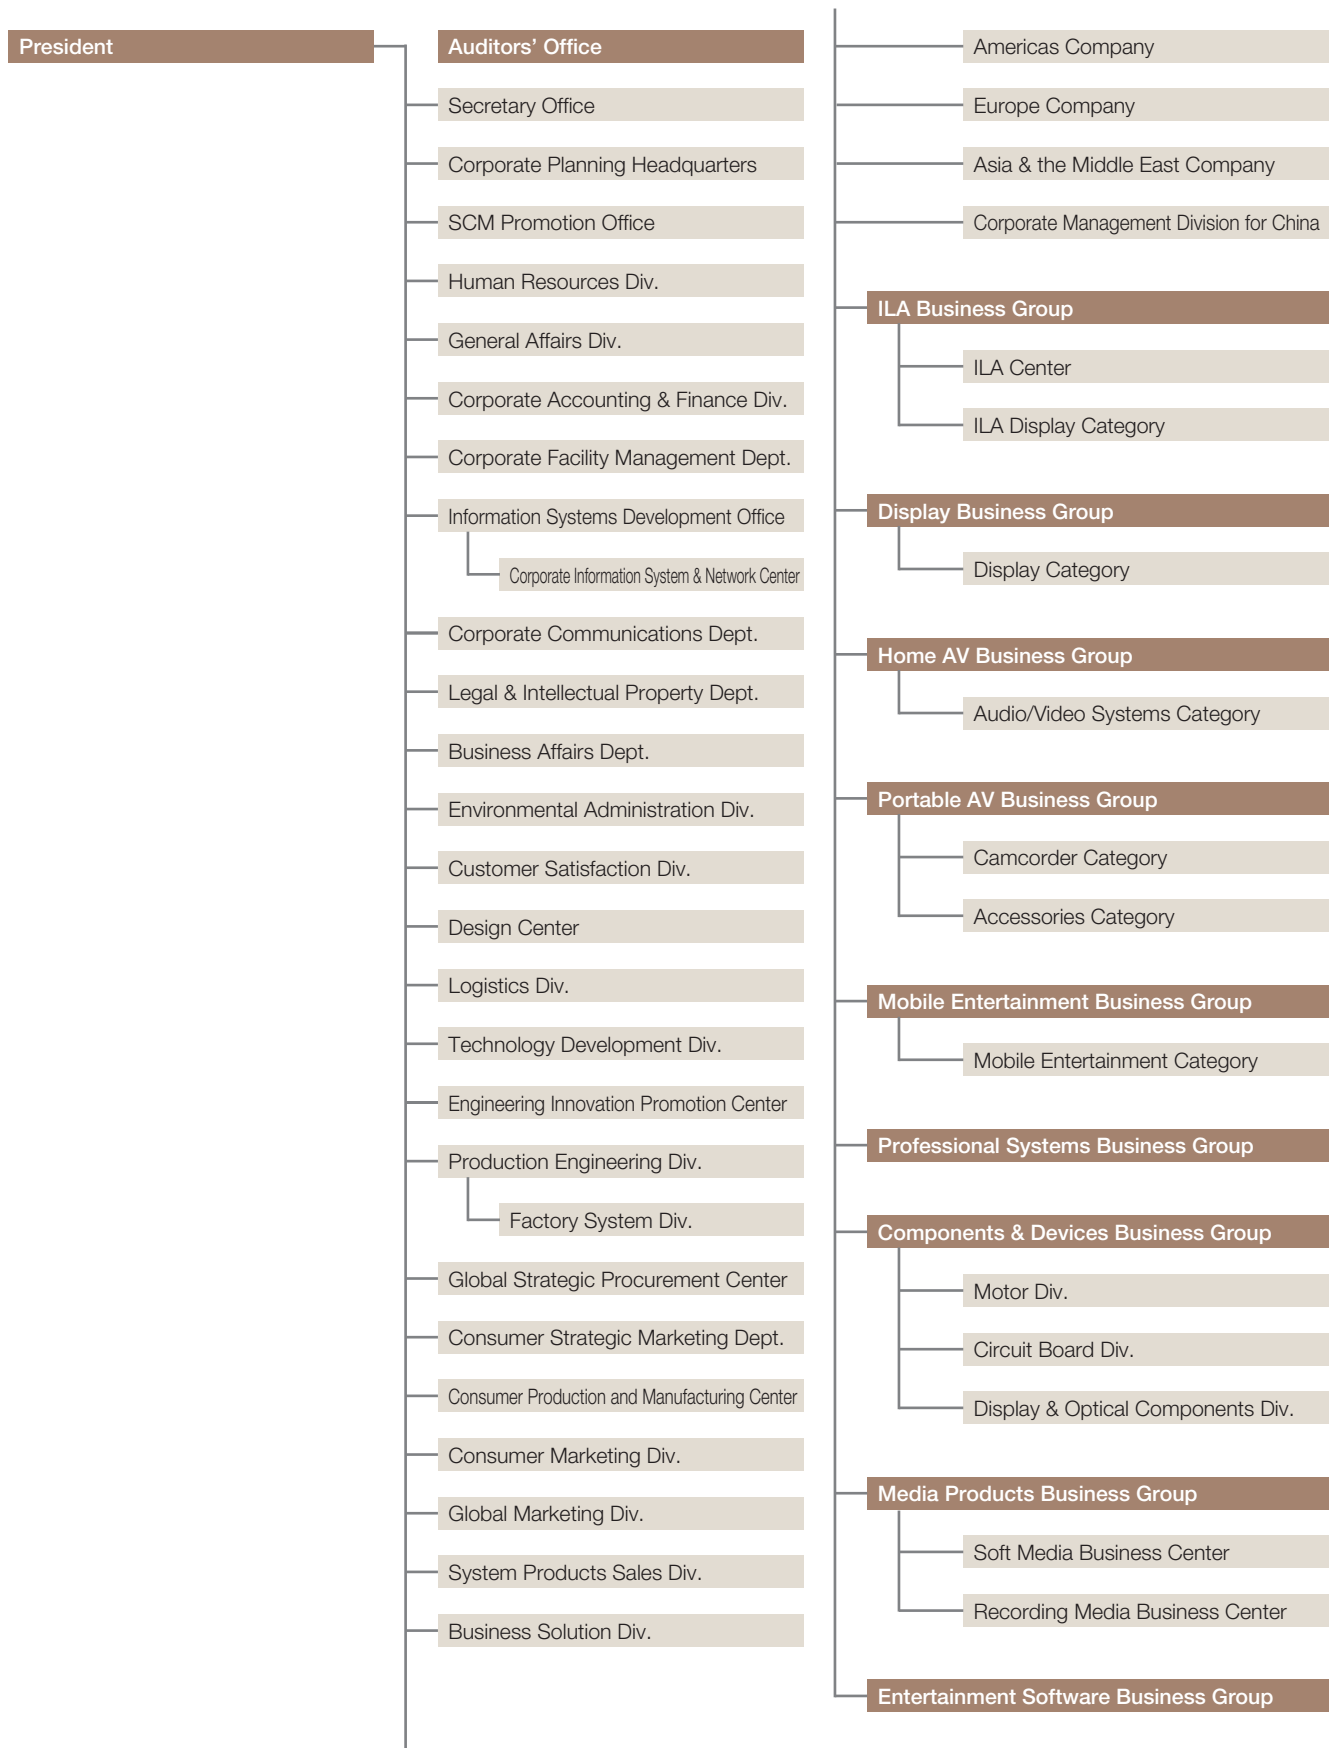 President
Auditors’ Office
Secretary Office
Corporate Planning Headquarters
SCM Promotion Office
Human Resources Div.
General Affairs Div.
Corporate Accounting & Finance Div.
Corporate Facility Management Dept.
Information Systems Development Office
Corporate Information System & Network Center
Corporate Communications Dept.
Legal & Intellectual Property Dept.
Business Affairs Dept.
Environmental Administration Div.
Customer Satisfaction Div.
Design Center
Logistics Div.
Technology Development Div.
Engineering Innovation Promotion Center
Production Engineering Div.
Factory System Div.
Global Strategic Procurement Center
Consumer Strategic Marketing Dept.
Consumer Production and Manufacturing Center
Consumer Marketing Div.
Global Marketing Div.
System Products Sales Div.
Business Solution Div.
Americas Company
Europe Company
Asia & the Middle East Company
Corporate Management Division for China
ILA Business Group
ILA Center
ILA Display Category
Display Business Group
Display Category
Home AV Business Group
Audio/Video Systems Category
Portable AV Business Group
Camcorder Category
Accessories Category
Mobile Entertainment Business Group
Mobile Entertainment Category
Professional Systems Business Group
Components & Devices Business Group
Motor Div.
Circuit Board Div.
Display & Optical Components Div.
Media Products Business Group
Soft Media Business Center
Recording Media Business Center
Entertainment Software Business Group